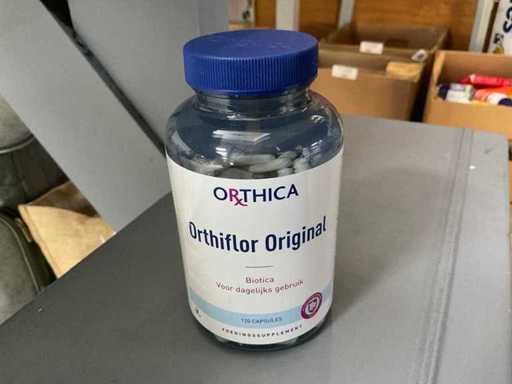 ORTHICA
Orthiflor Original
Biotica
Voor dagelijks gebruik
120 CAPSULES
VOEDINGSSUPPLEMENT